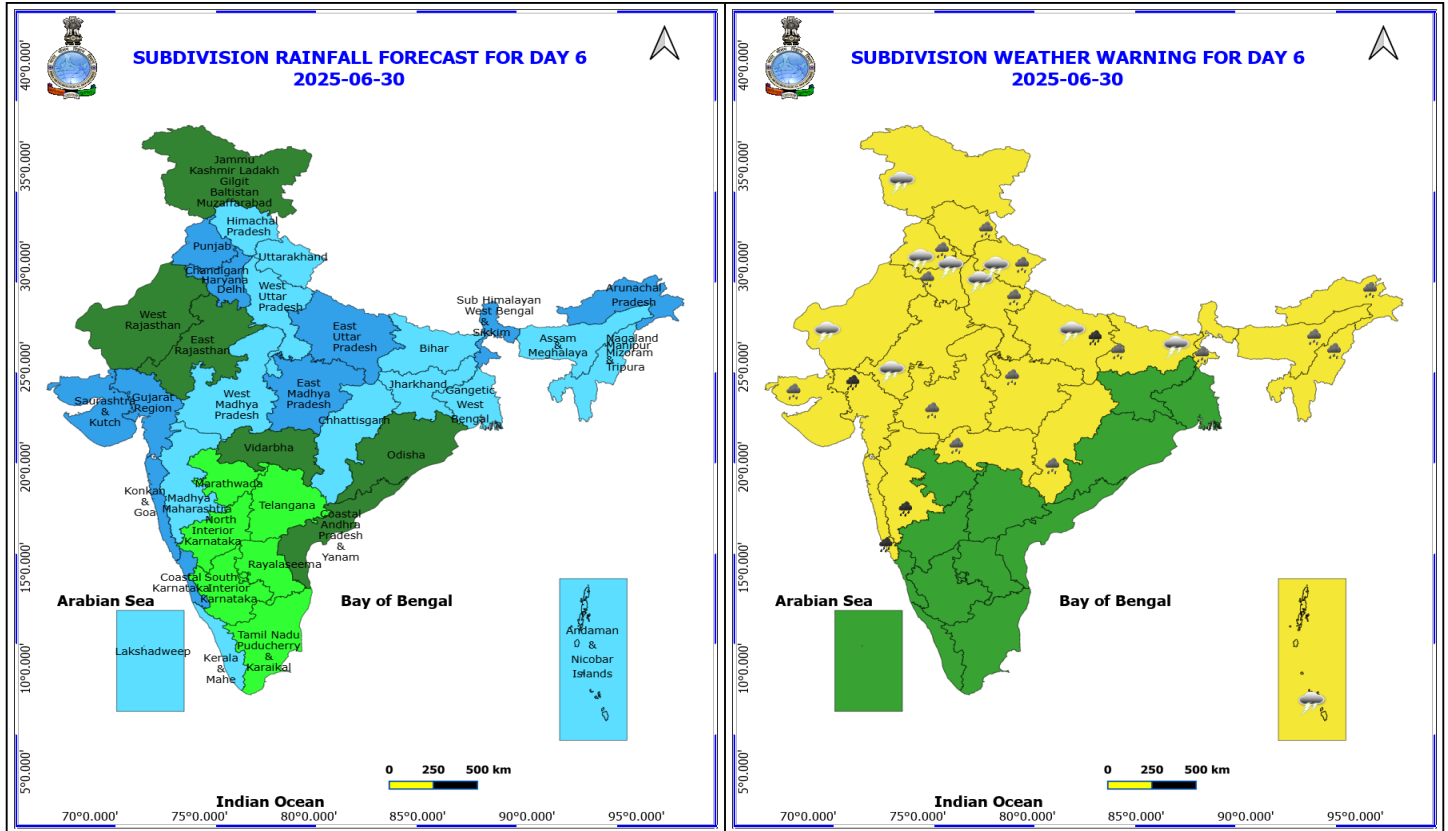 SUBDIVISION RAINFALL FORECAST FOR DAY 6
2025-06-30
40°0.000'
35°0.000'
30°0.000'
25°0.000'
20°0.000'
15°0.000'
10°0.000'
5°0.000'
Jammu
Kashmir Ladakh
Gilgit
Baltistan
Muzaffarabad
Himachal
Pradesh
Punjab
Uttarakhand
Chandigarh
Haryana
Delhi
West
Uttar
Pradesh
West
Rajasthan
East
Rajasthan
East
Uttar
Pradesh
Bihar
Sub Himalayan
West Bengal
&
Sikkim
Arunachal
Pradesh
Assam
&
Meghalaya
Nagaland
Manipur
Mizoram
&
Tripura
Saurashtra
&
Kutch
Gujarat
Region
West
Madhya
Pradesh
East
Madhya
Pradesh
Jharkhand
Gangetic
West
Bengal
Chhattisgarh
Vidarbha
Odisha
Konkan
&
Goa
Madhya
Maharashtra
Marathwada
Telangana
North
Interior
Karnataka
Coastal
Andhra
Pradesh
&
Yanam
Rayalaseema
Coastal
Karnataka
South
Interior
Karnataka
Arabian Sea
Bay of Bengal
Lakshadweep
Kerala
&
Mahe
Tamil Nadu
Puducherry
&
Karaikal
Andaman
&
Nicobar
Islands
0 250 500 km
Indian Ocean
70°0.000' 75°0.000' 80°0.000' 85°0.000' 90°0.000' 95°0.000'
SUBDIVISION WEATHER WARNING FOR DAY 6
2025-06-30
40°0.000'
35°0.000'
30°0.000'
25°0.000'
20°0.000'
15°0.000'
10°0.000'
5°0.000'
Arabian Sea
Bay of Bengal
0 250 500 km
Indian Ocean
70°0.000' 75°0.000' 80°0.000' 85°0.000' 90°0.000' 95°0.000'